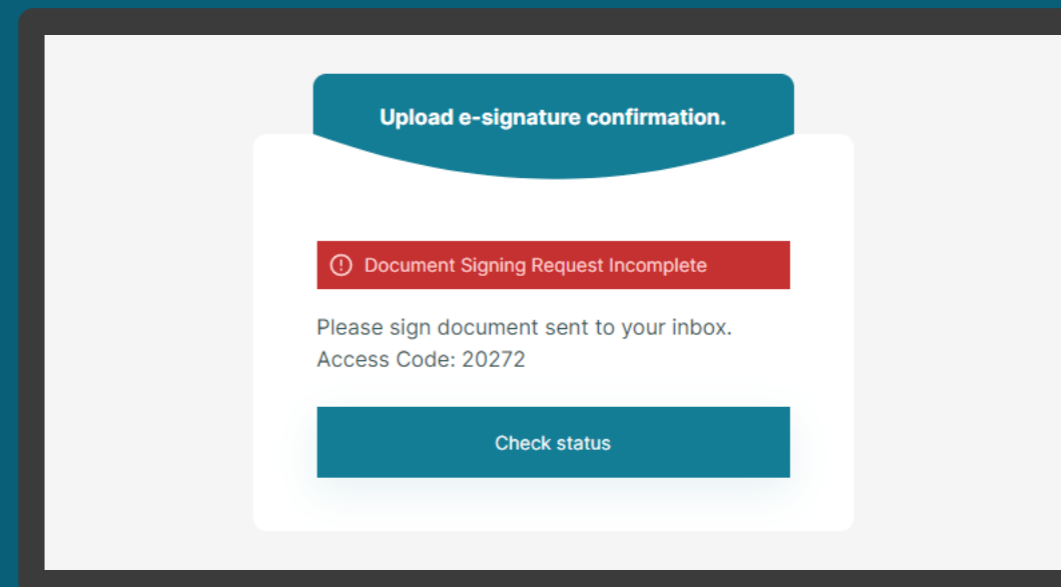 Upload e-signature confirmation.
Document Signing Request Incomplete
Please sign document sent to your inbox.
Access Code: 20272
Check status